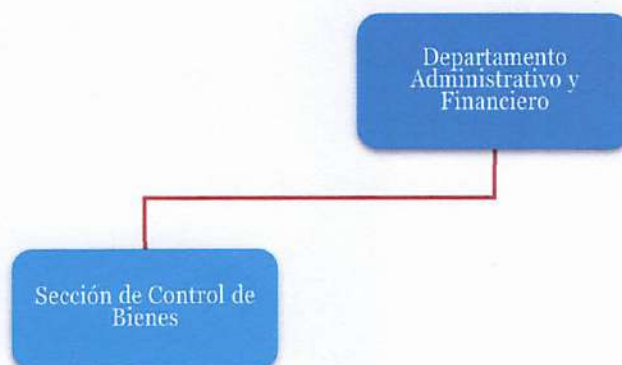 Departamento
Administrativo y
Financiero
Sección de Control de
Bienes